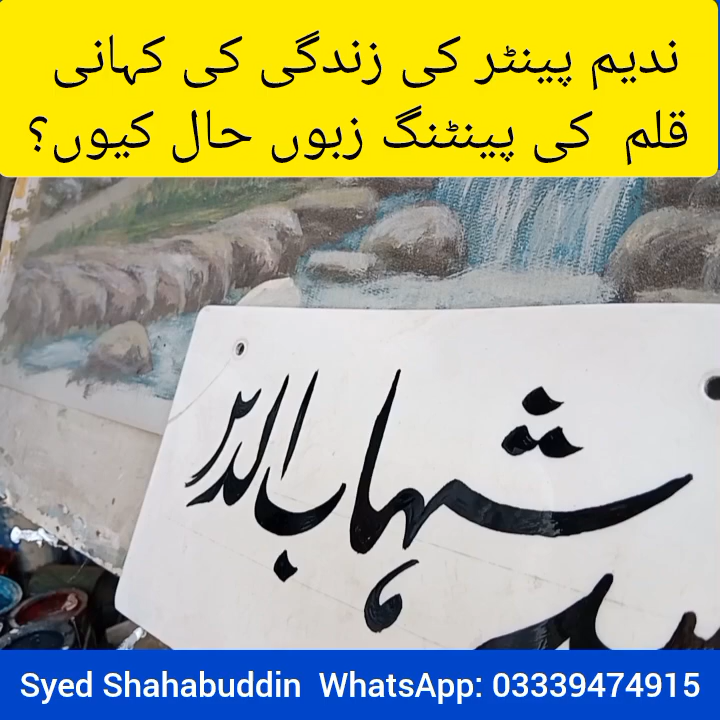 ندیم پینٹر کی زندگی کی کہانی
قلم کی پینٹنگ زبوں حال کیوں؟
شہاب الدین
Syed Shahabuddin WhatsApp: 03339474915